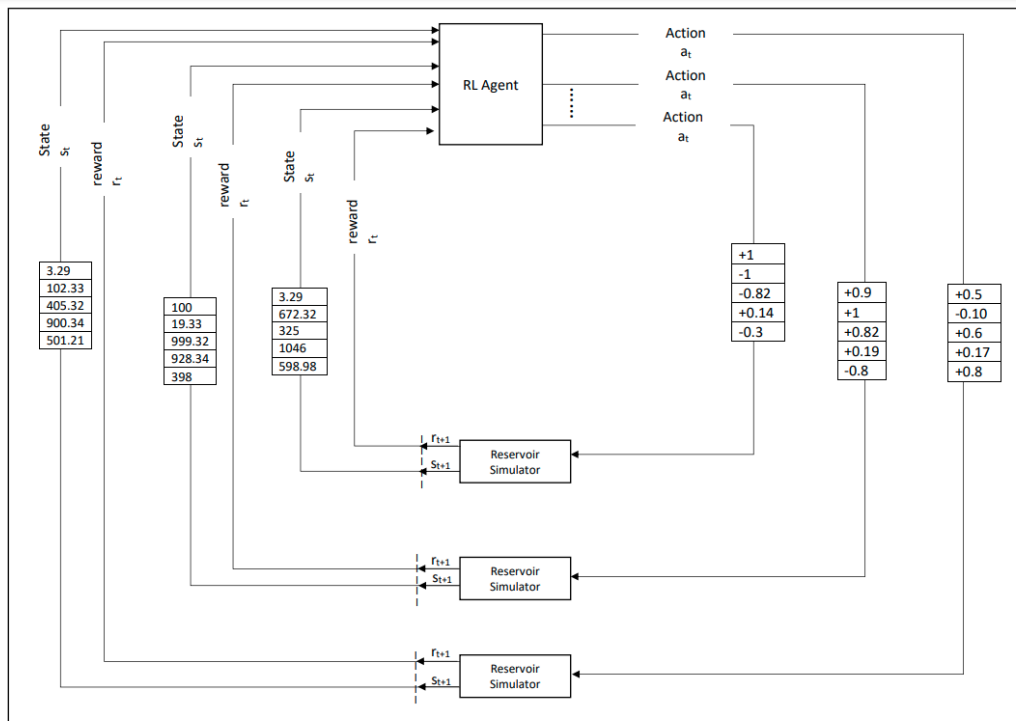 Action
aₜ
RL Agent
Action
aₜ
Action
aₜ
State
sₜ
reward
rₜ
State
sₜ
reward
rₜ
State
sₜ
reward
rₜ
3.29
102.33
405.32
900.34
501.21
100
19.33
999.32
928.34
398
3.29
672.32
325
1046
598.98
+1
-1
-0.82
+0.14
-0.3
+0.9
+1
+0.82
+0.19
-0.8
+0.5
-0.10
+0.6
+0.17
+0.8
rₜ₊₁
sₜ₊₁
Reservoir
Simulator
rₜ₊₁
sₜ₊₁
Reservoir
Simulator
rₜ₊₁
sₜ₊₁
Reservoir
Simulator